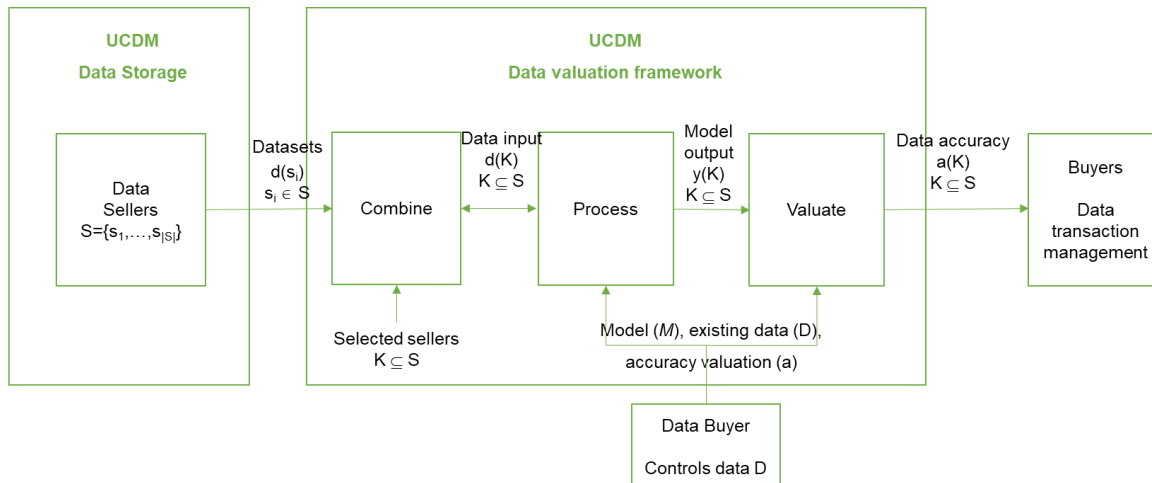 UCDM
Data Storage
Data
Sellers
S={s₁,…,s|S|}
Datasets
d(sᵢ)
sᵢ ∈ S
UCDM
Data valuation framework
Combine
Selected sellers
K ⊆ S
Data input
d(K)
K ⊆ S
Process
Model
output
y(K)
K ⊆ S
Valuate
Model (M), existing data (D),
accuracy valuation (a)
Data accuracy
a(K)
K ⊆ S
Buyers
Data
transaction
management
Data Buyer
Controls data D